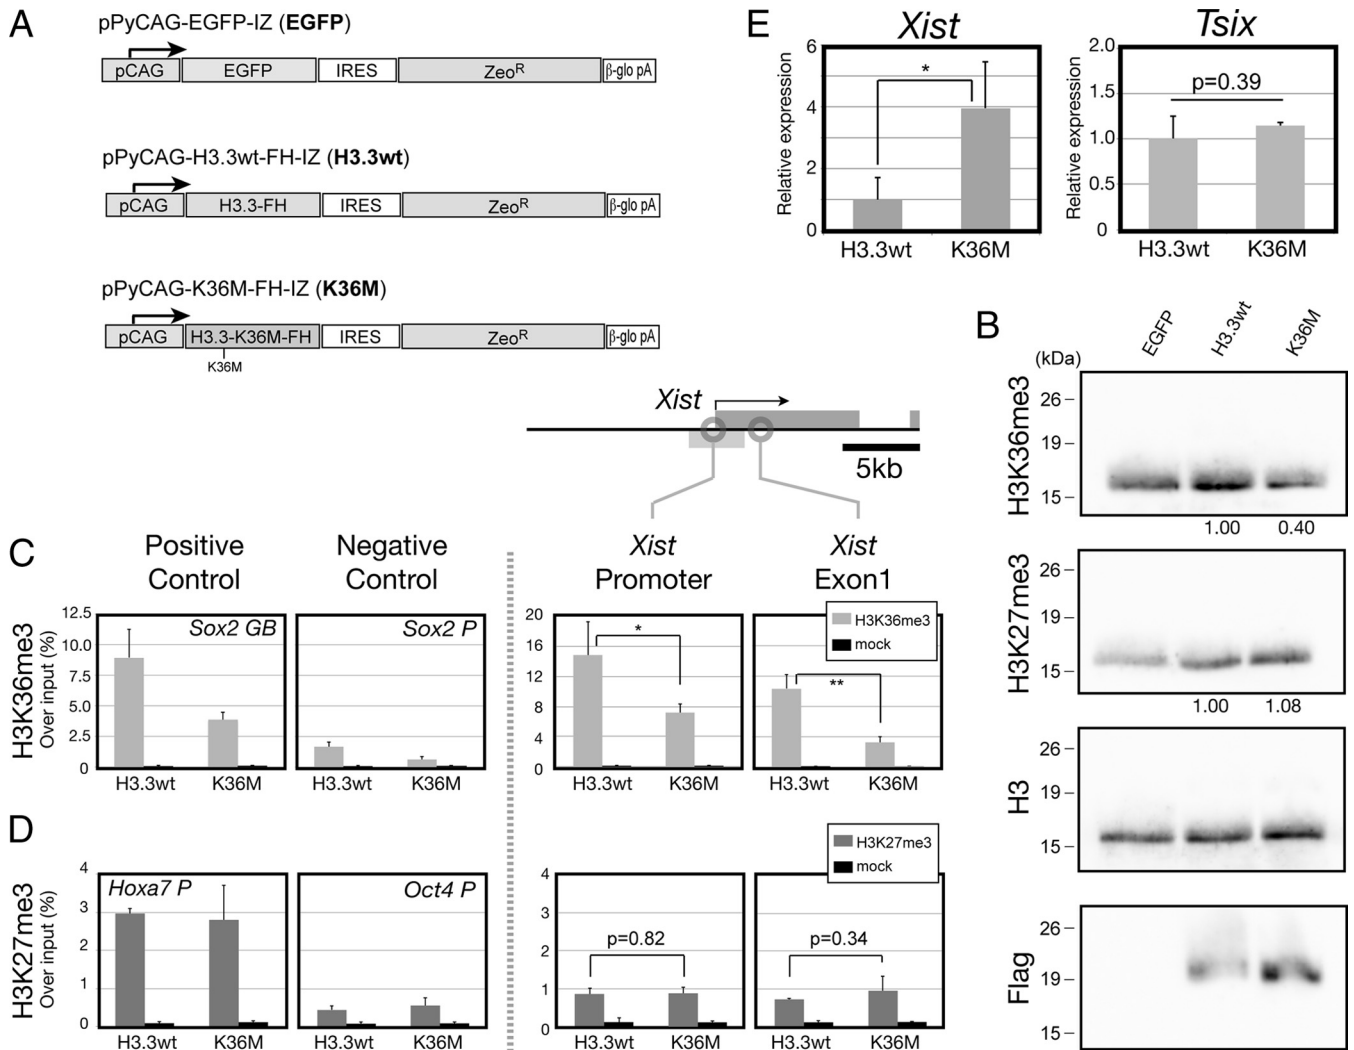 A
pPyCAG-EGFP-IZ (EGFP)
pCAG EGFP IRES ZeoR β-glo pA
pPyCAG-H3.3wt-FH-IZ (H3.3wt)
pCAG H3.3-FH IRES ZeoR β-glo pA
pPyCAG-K36M-FH-IZ (K36M)
pCAG H3.3-K36M-FH IRES ZeoR β-glo pA
K36M
E
Xist
Relative expression
6
4
2
0
*
H3.3wt K36M
Tsix
Relative expression
2.0
1.5
1.0
0.5
0
p=0.39
H3.3wt K36M
B
(kDa)
EGFP H3.3wt K36M
H3K36me3
26
19
15
1.00 0.40
H3K27me3
26
19
15
1.00 1.08
H3
26
19
15
Flag
26
19
15
Xist
5kb
C
Positive Control
Negative Control
Xist Promoter
Xist Exon1
H3K36me3
Over input (%)
12.5
10.0
7.5
5.0
2.5
0
Sox2 GB
H3.3wt K36M
Sox2 P
H3.3wt K36M
20
16
12
8
4
0
*
H3.3wt K36M
H3K36me3
mock
**
H3.3wt K36M
D
H3K27me3
Over input (%)
4
3
2
1
0
Hoxa7 P
H3.3wt K36M
Oct4 P
H3.3wt K36M
4
3
2
1
0
p=0.82
H3.3wt K36M
H3K27me3
mock
p=0.34
H3.3wt K36M